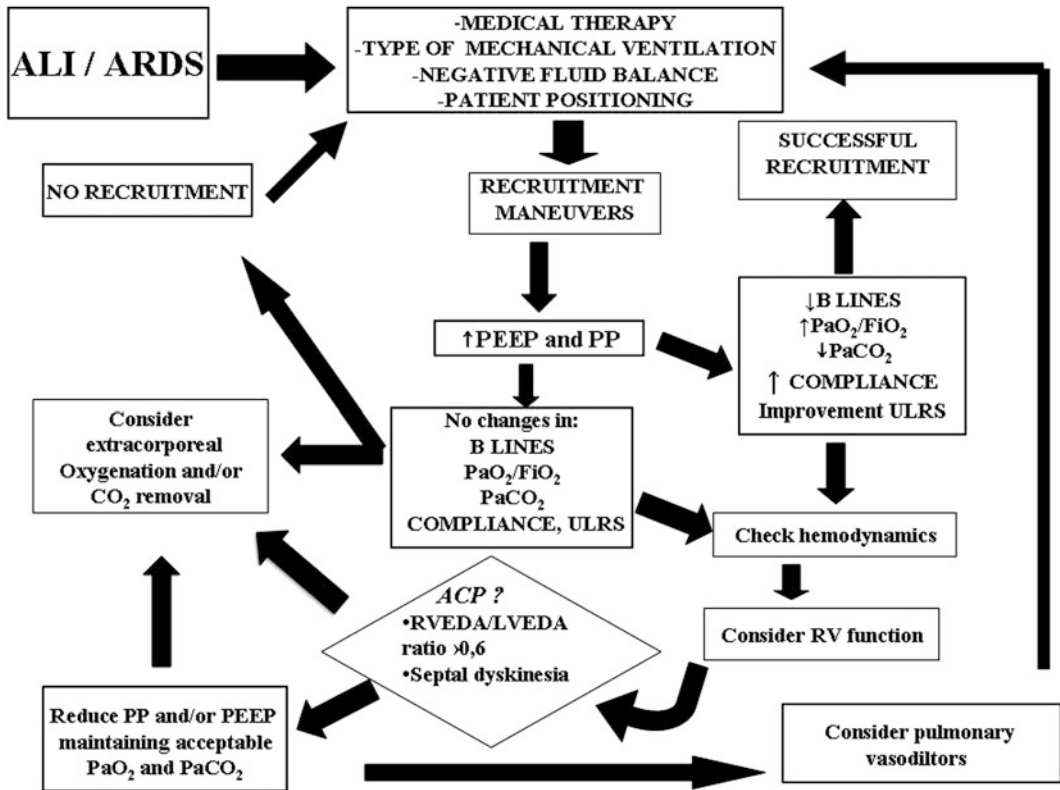 ALI / ARDS
-MEDICAL THERAPY
-TYPE OF MECHANICAL VENTILATION
-NEGATIVE FLUID BALANCE
-PATIENT POSITIONING
NO RECRUITMENT
RECRUITMENT
MANEUVERS
SUCCESSFUL
RECRUITMENT
↑PEEP and PP
↓B LINES
↑PaO₂/FiO₂
↓PaCO₂
↑ COMPLIANCE
Improvement ULRS
Consider
extracorporeal
Oxygenation and/or
CO₂ removal
No changes in:
B LINES
PaO₂/FiO₂
PaCO₂
COMPLIANCE, ULRS
Check hemodynamics
ACP ?
•RVEDA/LVEDA
ratio >0,6
•Septal dyskinesia
Consider RV function
Reduce PP and/or PEEP
maintaining acceptable
PaO₂ and PaCO₂
Consider pulmonary
vasodiltors